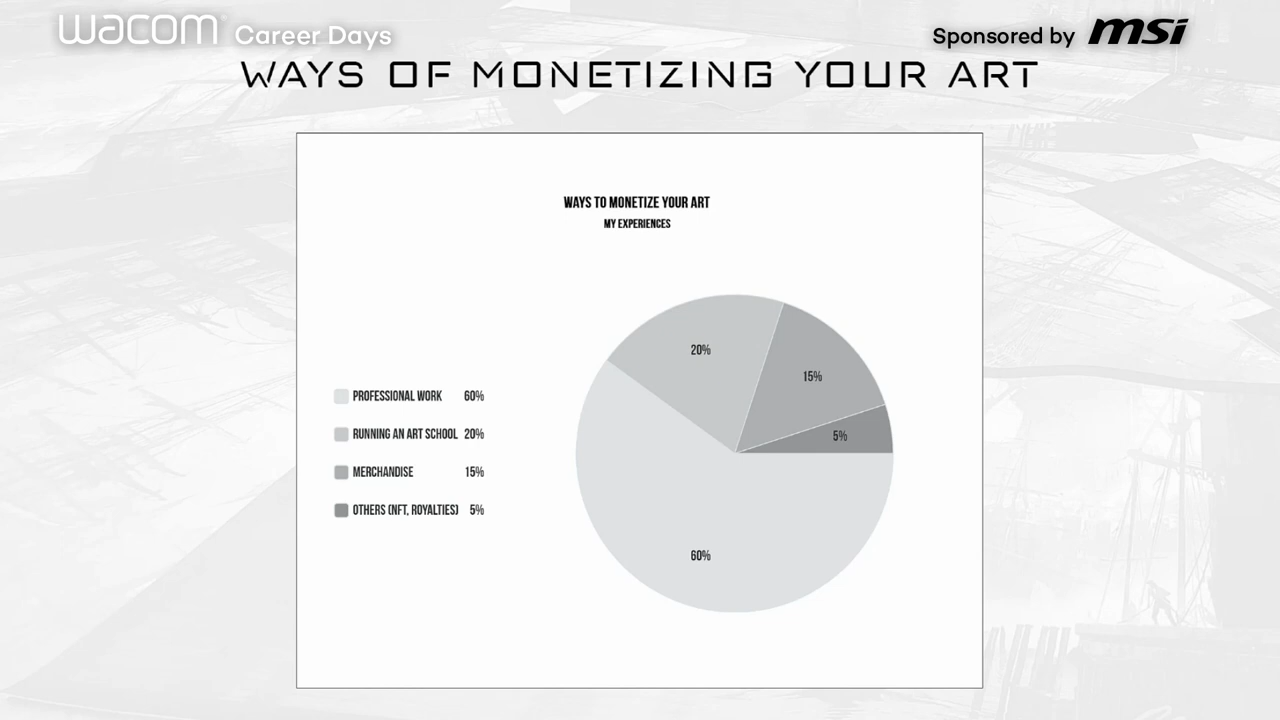 wacom Career Days
Sponsored by msi
WAYS OF MONETIZING YOUR ART
WAYS TO MONETIZE YOUR ART
MY EXPERIENCES
PROFESSIONAL WORK 60%
RUNNING AN ART SCHOOL 20%
MERCHANDISE 15%
OTHERS (NFT, ROYALTIES) 5%
20%
15%
5%
60%